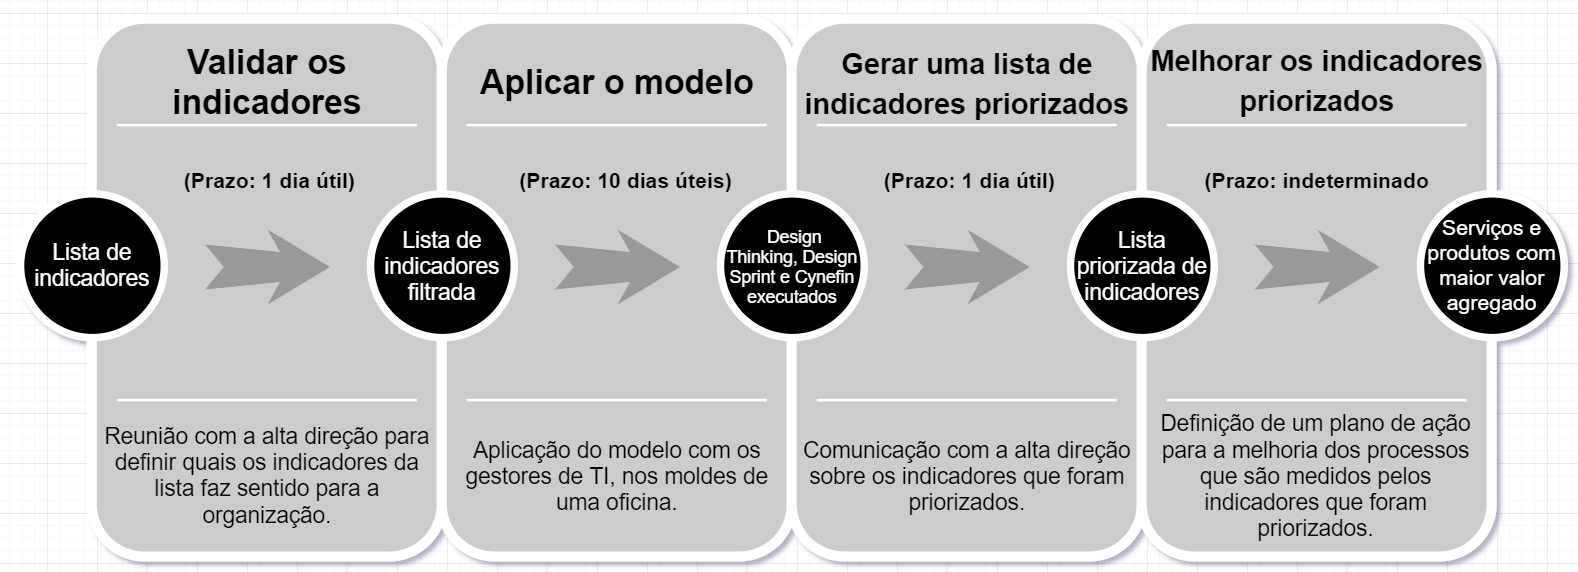 Validar os
indicadores
Aplicar o modelo
Gerar uma lista de
indicadores priorizados
Melhorar os indicadores
priorizados
(Prazo: 1 dia útil)
(Prazo: 10 dias úteis)
(Prazo: 1 dia útil)
(Prazo: indeterminado
Lista de
indicadores
Lista de
indicadores
filtrada
Design
Thinking, Design
Sprint e Cynefin
executados
Lista
priorizada de
indicadores
Serviços e
produtos com
maior valor
agregado
Reunião com a alta direção para
definir quais os indicadores da
lista faz sentido para a
organização.
Aplicação do modelo com os
gestores de TI, nos moldes de
uma oficina.
Comunicação com a alta direção
sobre os indicadores que foram
priorizados.
Definição de um plano de ação
para a melhoria dos processos
que são medidos pelos
indicadores que foram
priorizados.